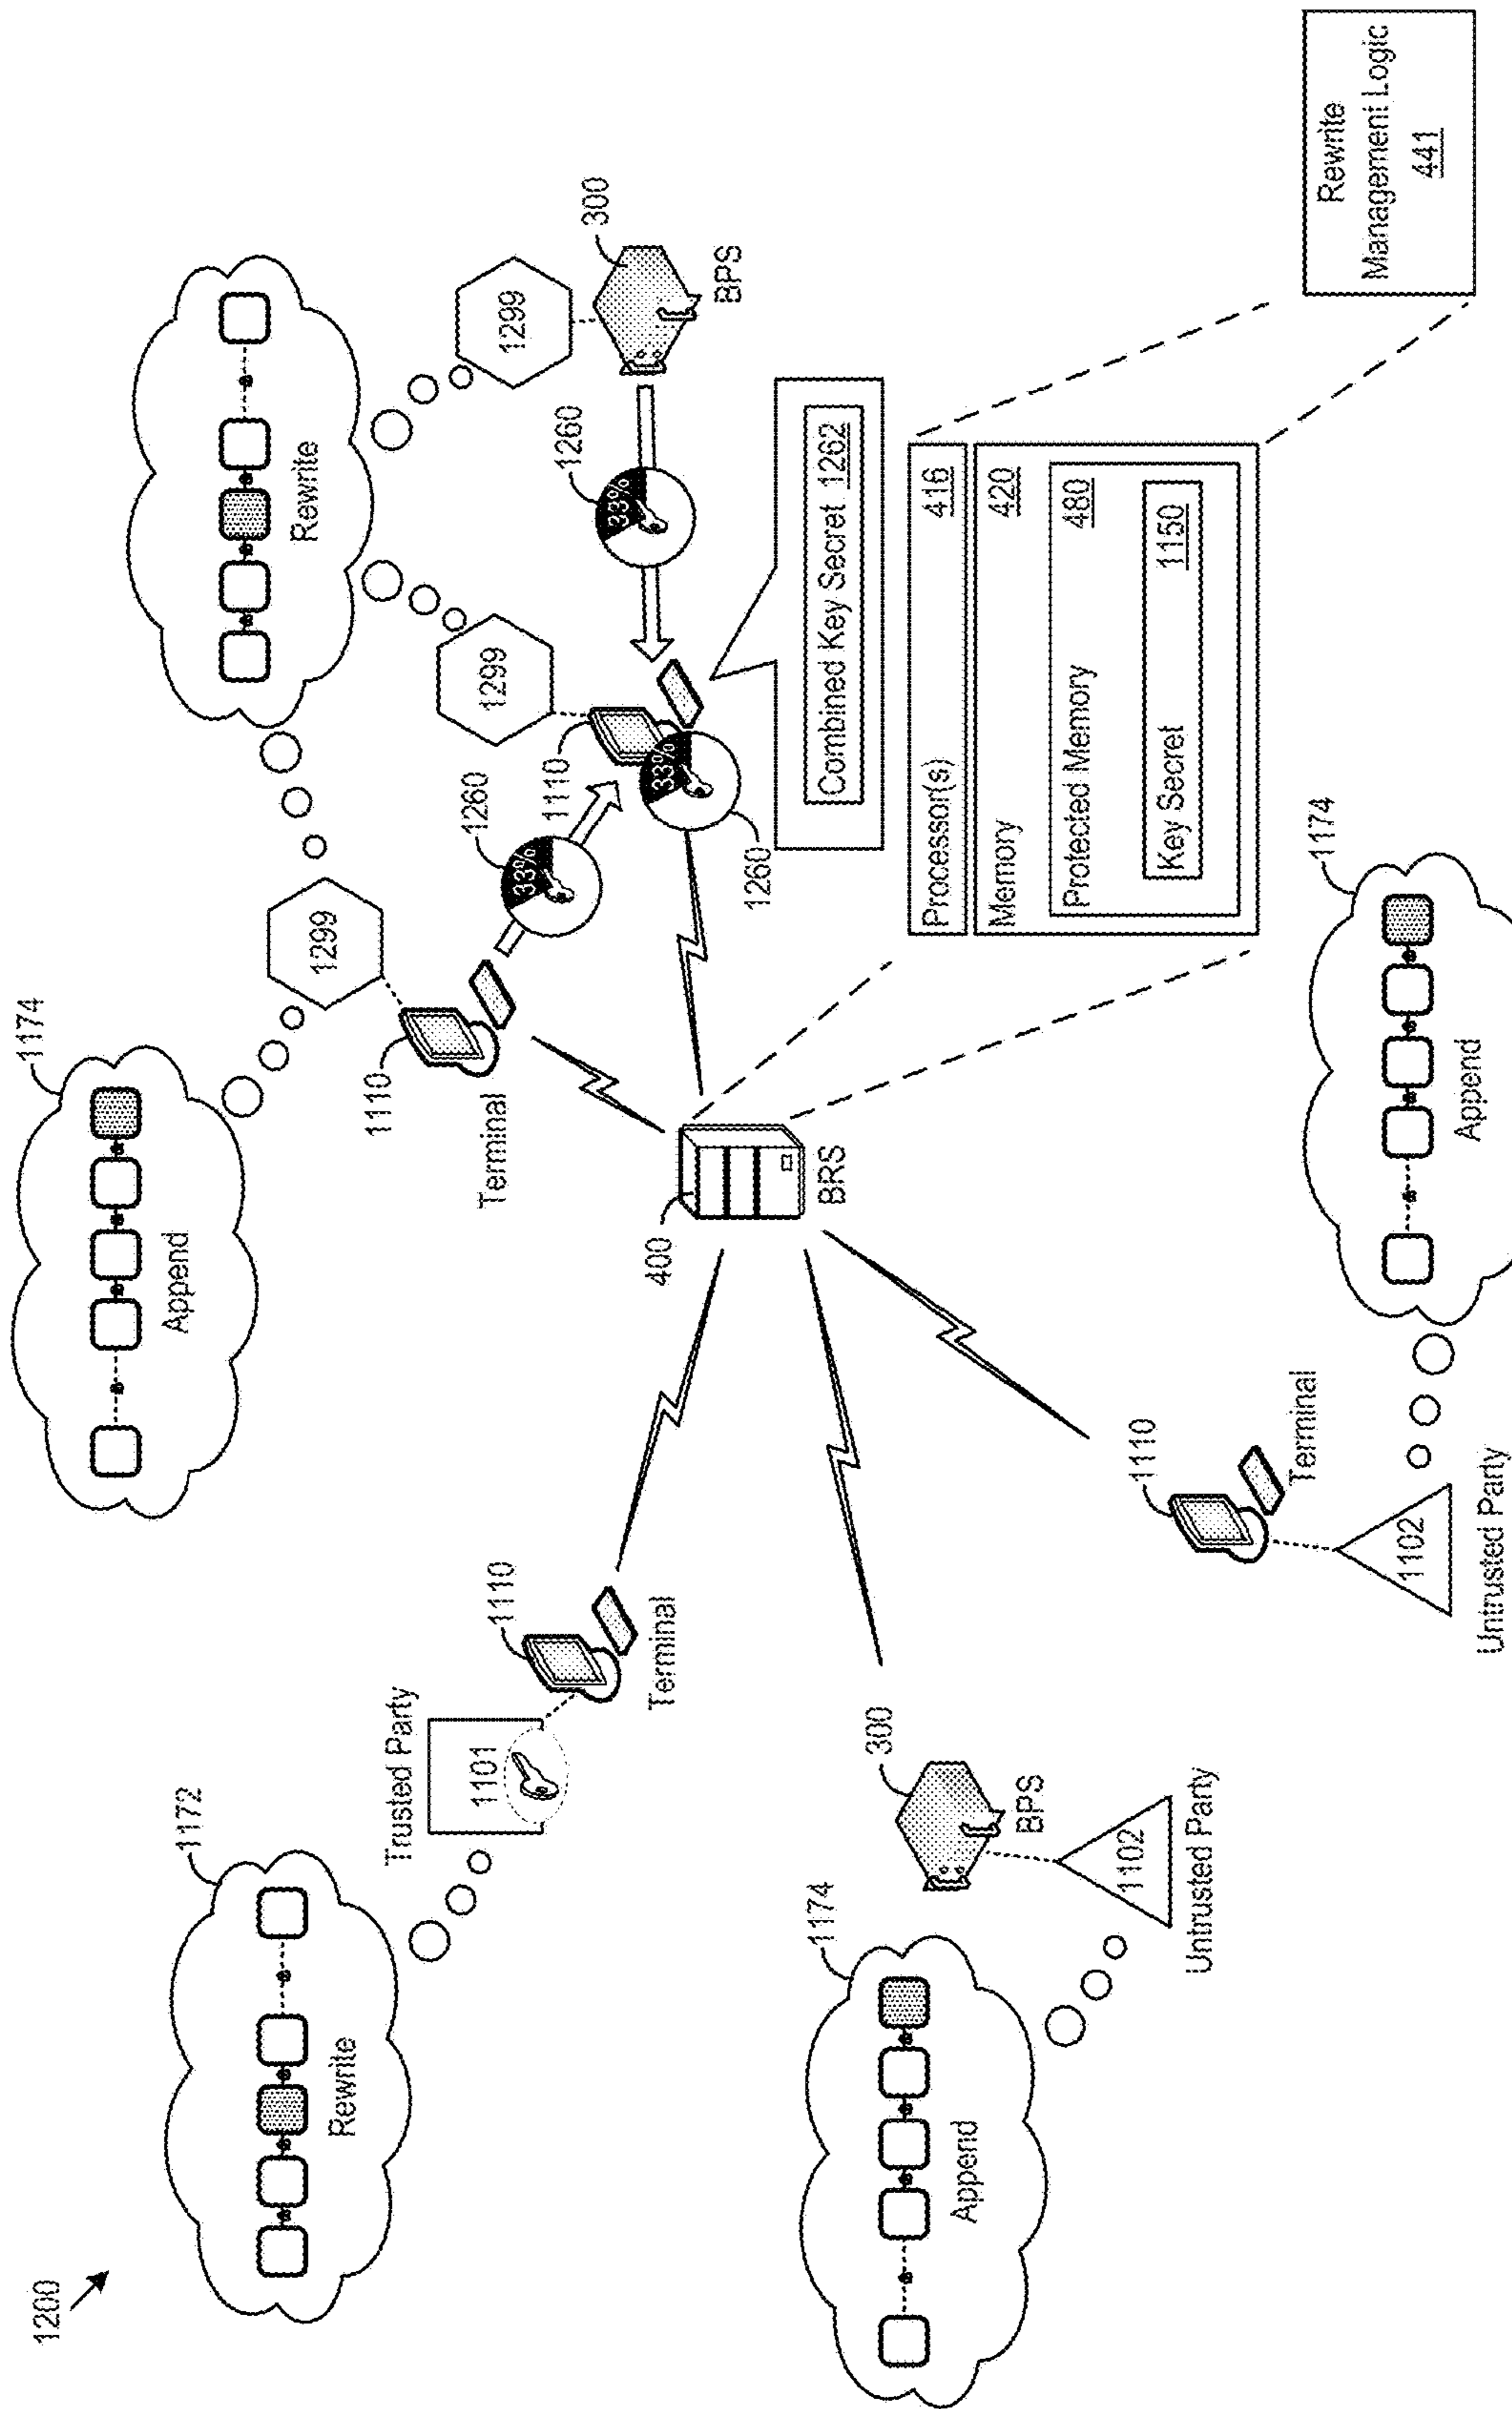 1200
1172
Rewrite
Trusted Party
1101
1110
Terminal
1174
Append
300
BPS
1102
Untrusted Party
1174
Append
1299
1110
Terminal
1260
33%
Rewrite
1299
1110
33%
1260
1299
300
BPS
1260
33%
Combined Key Secret 1262
400
BRS
Processor(s) 416
Memory 420
Protected Memory 480
Key Secret 1150
Rewrite
Management Logic
441
1110
Terminal
1102
Untrusted Party
1174
Append